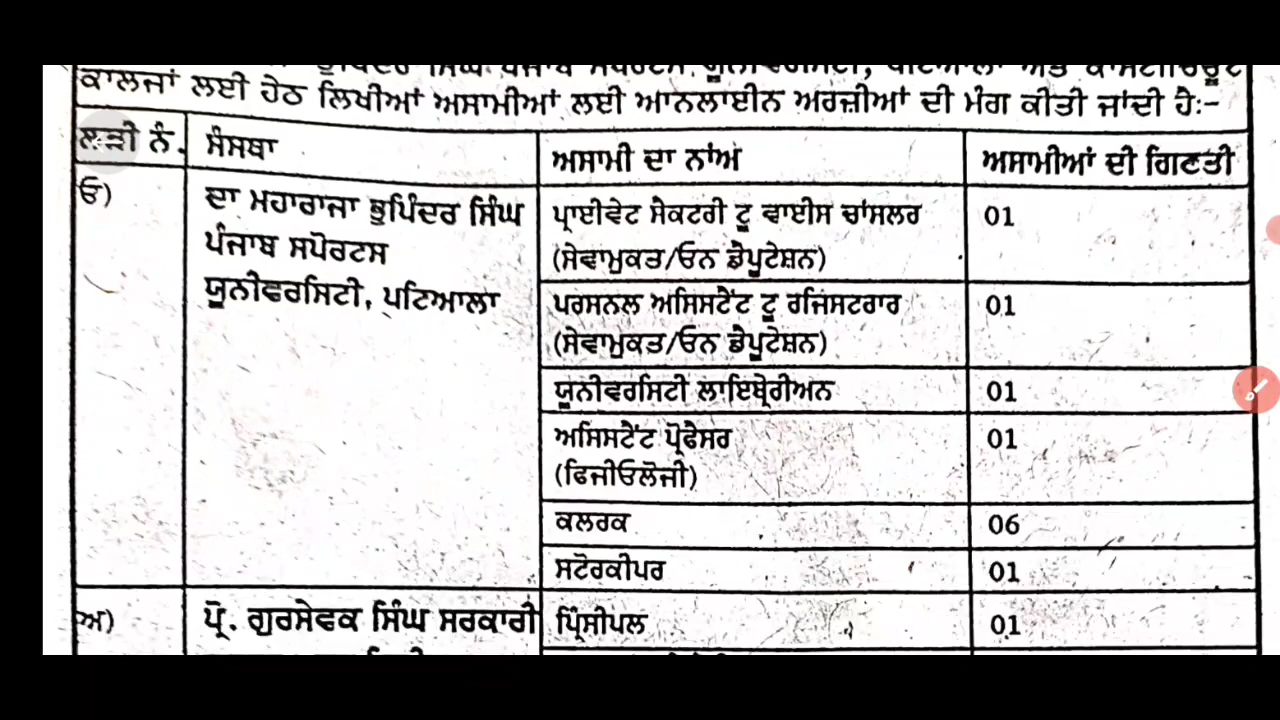 ਕਾਲਜਾਂ ਲਈ ਹੇਠ ਲਿਖੀਆਂ ਅਸਾਮੀਆਂ ਲਈ ਆਨਲਾਈਨ ਅਰਜ਼ੀਆਂ ਦੀ ਮੰਗ ਕੀਤੀ ਜਾਂਦੀ ਹੈ:-
ਲੜੀ ਨੰ. ਸੰਸਥਾ ਅਸਾਮੀ ਦਾ ਨਾਂਅ ਅਸਾਮੀਆਂ ਦੀ ਗਿਣਤੀ
ੳ) ਦਾ ਮਹਾਰਾਜਾ ਭੁਪਿੰਦਰ ਸਿੰਘ
ਪੰਜਾਬ ਸਪੋਰਟਸ
ਯੂਨੀਵਰਸਿਟੀ, ਪਟਿਆਲਾ
ਪ੍ਰਾਈਵੇਟ ਸੈਕਟਰੀ ਟੂ ਵਾਈਸ ਚਾਂਸਲਰ 01
(ਸੇਵਾਮੁਕਤ/ਓਨ ਡੈਪੂਟੇਸ਼ਨ)
ਪਰਸਨਲ ਅਸਿਸਟੈਂਟ ਟੂ ਰਜਿਸਟਰਾਰ 01
(ਸੇਵਾਮੁਕਤ/ਓਨ ਡੈਪੂਟੇਸ਼ਨ)
ਯੂਨੀਵਰਸਿਟੀ ਲਾਇਬ੍ਰੇਰੀਅਨ 01
ਅਸਿਸਟੈਂਟ ਪ੍ਰੋਫੈਸਰ 01
(ਫਿਜੀਓਲੋਜੀ)
ਕਲਰਕ 06
ਸਟੋਰਕੀਪਰ 01
ਅ) ਪ੍ਰੋ. ਗੁਰਸੇਵਕ ਸਿੰਘ ਸਰਕਾਰੀ ਪ੍ਰਿੰਸੀਪਲ 01